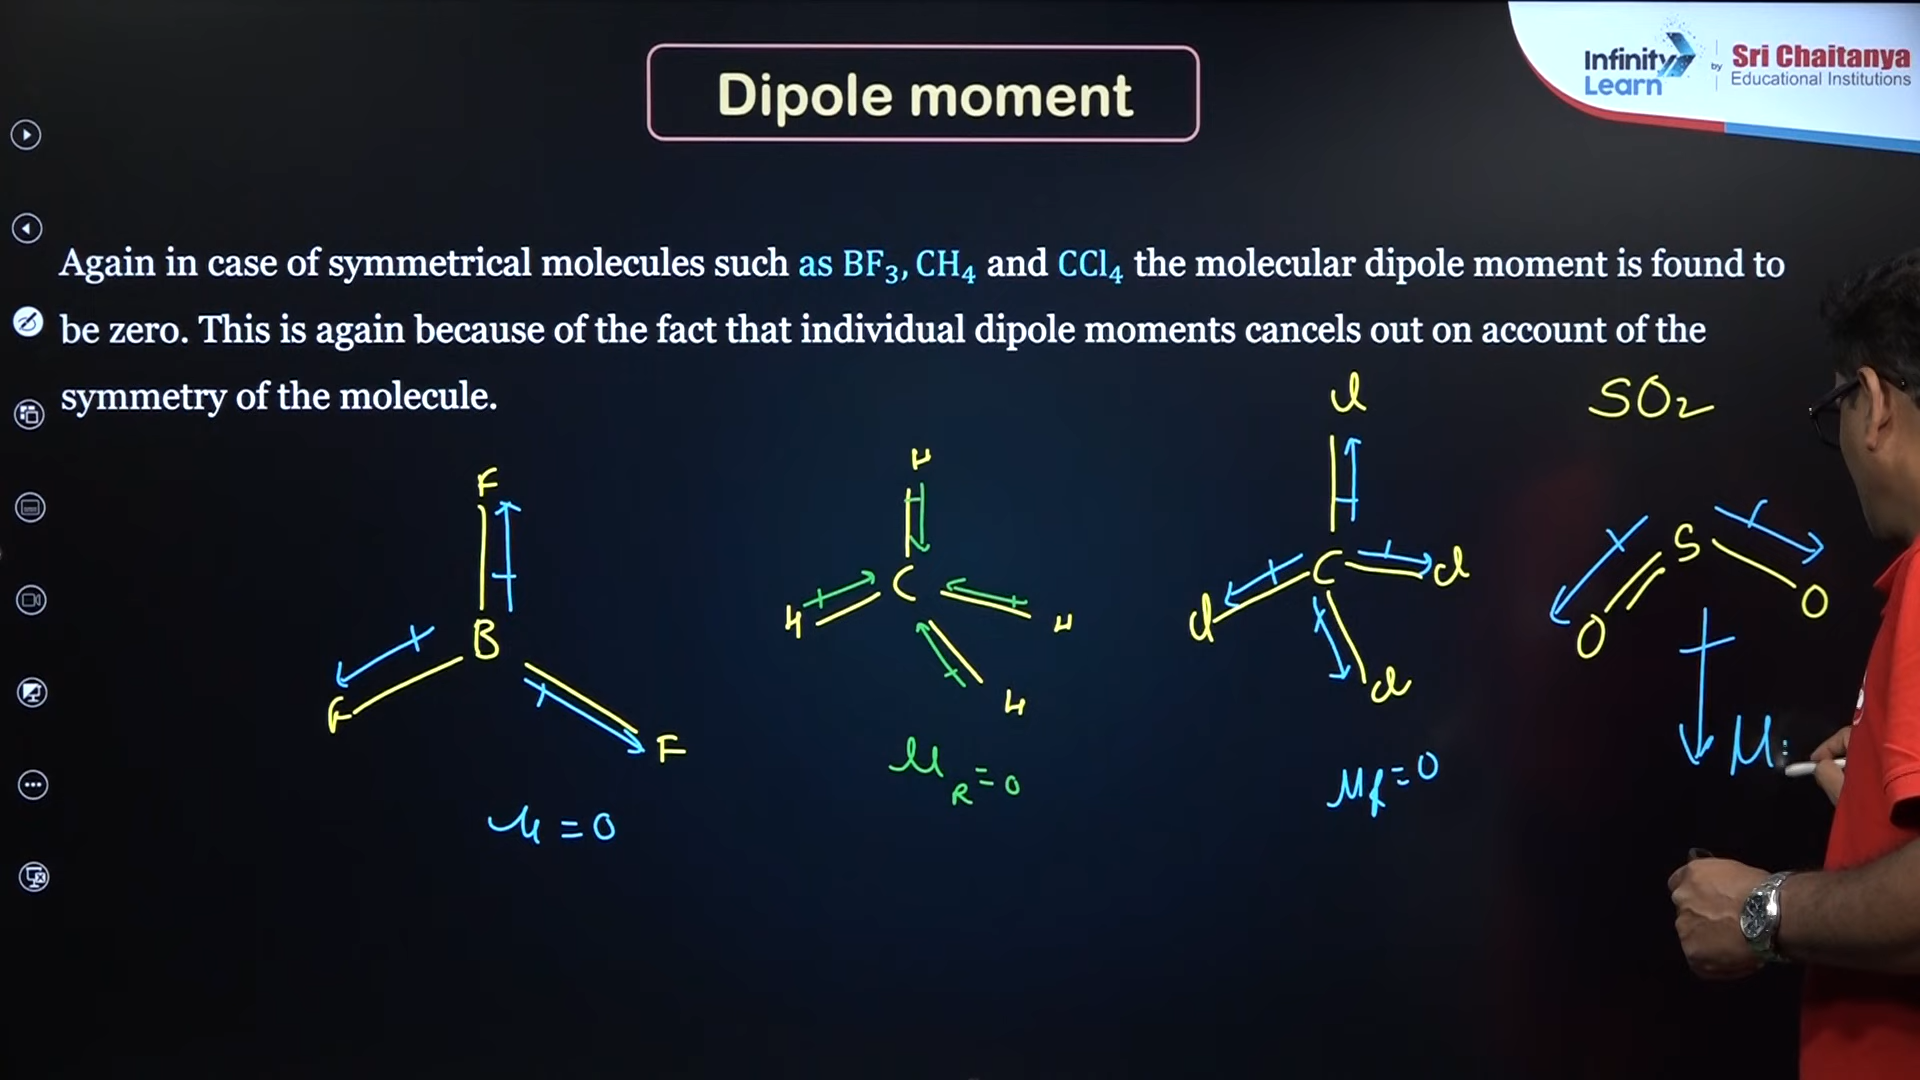 Dipole moment
Infinity Learn
by
Sri Chaitanya
Educational Institutions
Again in case of symmetrical molecules such as BF₃, CH₄ and CCl₄ the molecular dipole moment is found to
be zero. This is again because of the fact that individual dipole moments cancels out on account of the
symmetry of the molecule.
F
B
F
F
μ = 0
H
C
H
H
H
μ_R = 0
Cl
C
Cl
Cl
Cl
μ_R = 0
SO₂
S
O
O
μ